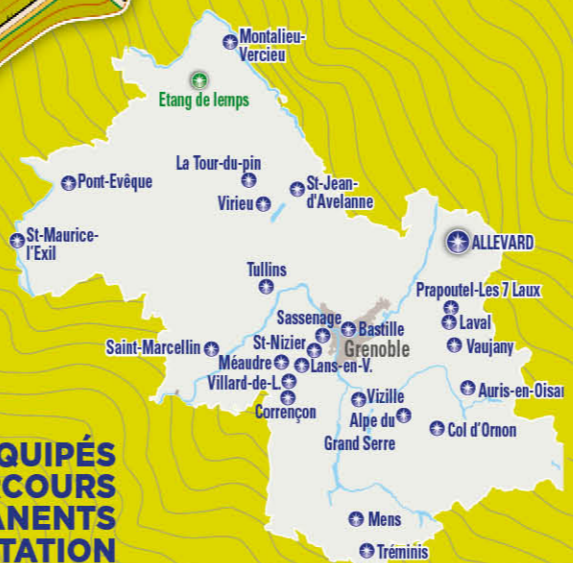 Montalieu-
Vercieu
Etang de lemps
La Tour-du-pin
Pont-Evêque
St-Jean-
d'Avelanne
Virieu
St-Maurice-
l'Exil
ALLEVARD
Tullins
Prapoutel-Les 7 Laux
Sassenage
Bastille
Laval
St-Nizier
Grenoble
Saint-Marcellin
Vaujany
Méaudre
Lans-en-V.
Villard-de-L.
Auris-en-Oisa
Corrençon
Vizille
Alpe du
Grand Serre
Col d'Ornon
QUIPÉS
COURS
ANENTS
TATION
Mens
Tréminis